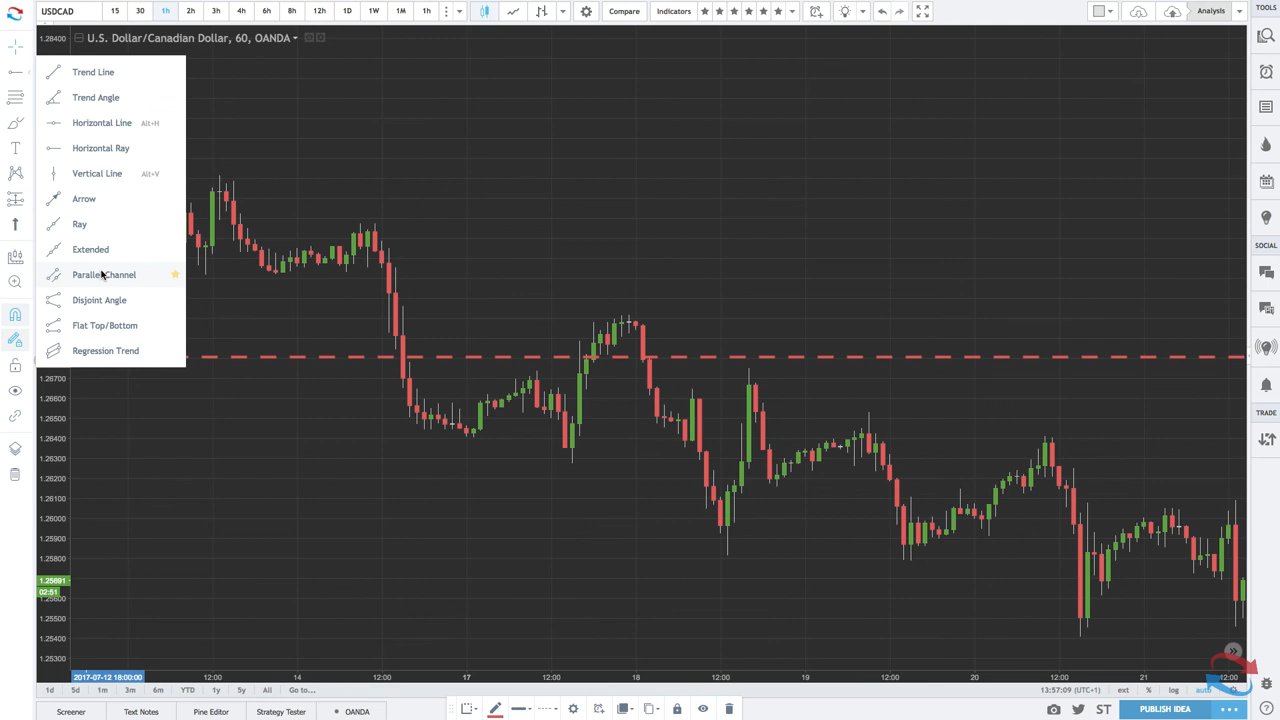 USDCAD 15 30 1h 2h 3h 4h 6h 8h 12h 1D 1W 1M 1h Compare Indicators Analysis TOOLS
1.28400 U.S. Dollar/Canadian Dollar, 60, OANDA
Trend Line
Trend Angle
Horizontal Line Alt+H
Horizontal Ray
Vertical Line Alt+V
Arrow
Ray
SOCIAL
Extended
Parallel Channel
Disjoint Angle
Flat Top/Bottom
Regression Trend
1.26700
1.26600
1.26500
TRADE
1.26400
1.26300
1.26200
1.26100
1.26000
1.25900
1.25800
1.25691
02:51
1.25600
1.25500
1.25400
1.25300
2017-07-12 18:00:00 12:00 14 12:00 17 12:00 18 12:00 19 12:00 20 12:00 21 12:00
1d 5d 1m 3m 6m YTD 1y 5y All Go to... 13:57:09 (UTC+1) ext % log auto
Screener Text Notes Pine Editor Strategy Tester OANDA ST PUBLISH IDEA